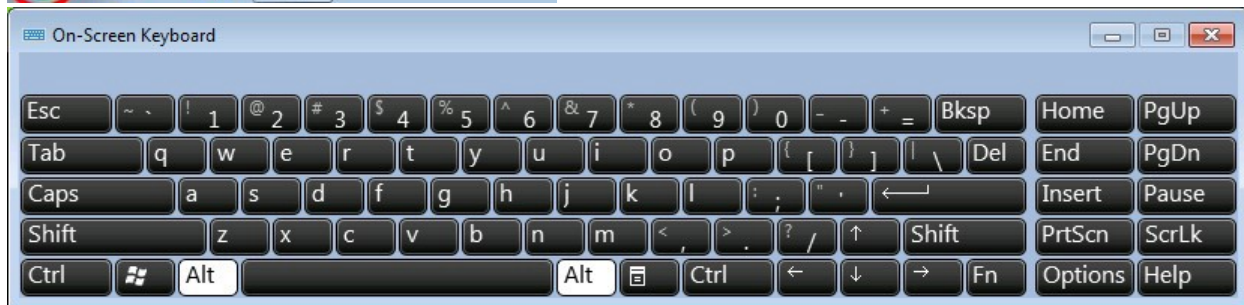 On-Screen Keyboard
Esc ~ ` ! 1 @ 2 # 3 $ 4 % 5 ^ 6 & 7 * 8 ( 9 ) 0 - - + = Bksp Home PgUp
Tab q w e r t y u i o p { [ } ] | \ Del End PgDn
Caps a s d f g h j k l : ; " ' Insert Pause
Shift z x c v b n m < , > . ? / ↑ Shift PrtScn ScrLk
Ctrl Alt Alt Ctrl ← ↓ → Fn Options Help